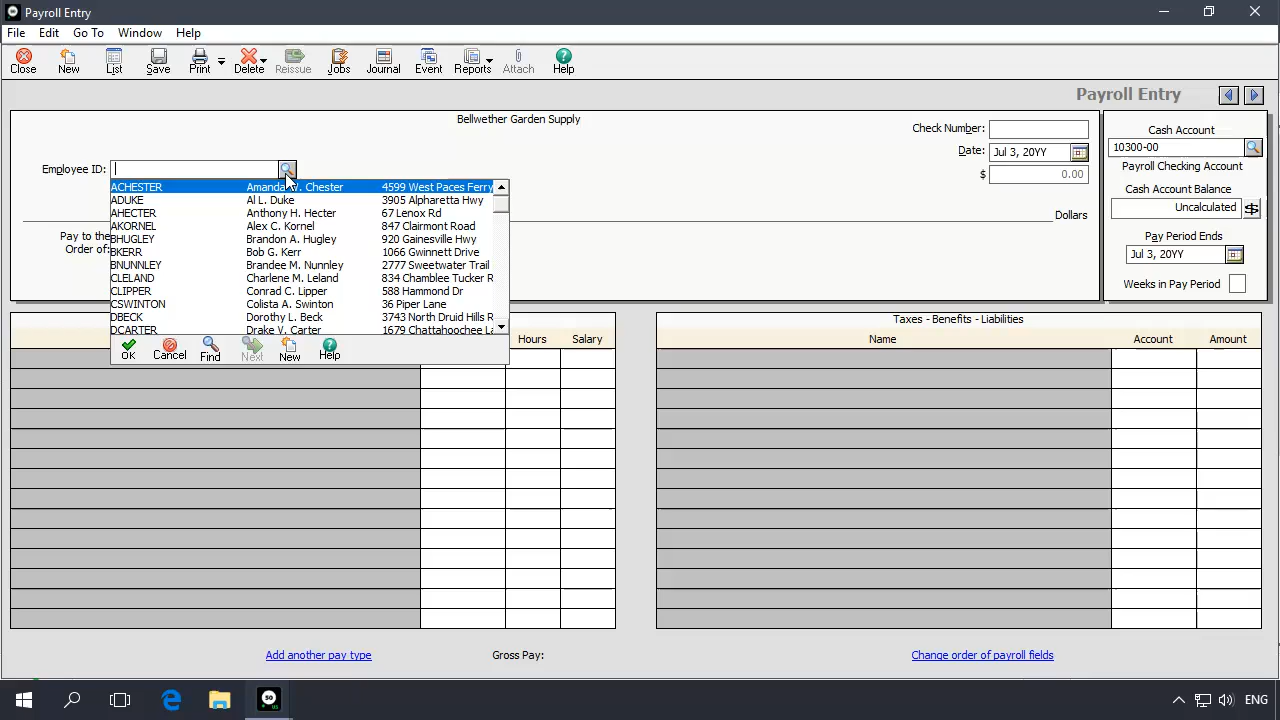 Payroll Entry
File Edit Go To Window Help
Close New List Save Print Delete Reissue Jobs Journal Event Reports Attach Help
Payroll Entry
Bellwether Garden Supply
Check Number:
Date: Jul 3, 20YY
$ 0.00
Employee ID:
ACHESTER Amanda W. Chester 4599 West Paces Ferry
ADUKE Al L. Duke 3905 Alpharetta Hwy
AHECTER Anthony H. Hecter 67 Lenox Rd
AKORNEL Alex C. Kornel 847 Clairmont Road
BHUGLEY Brandon A. Hugley 920 Gainesville Hwy
BKERR Bob G. Kerr 1066 Gwinnett Drive
BNUNNLEY Brandee M. Nunnley 2777 Sweetwater Trail
CLELAND Charlene M. Leland 834 Chamblee Tucker R
CLIPPER Conrad C. Lipper 588 Hammond Dr
CSWINTON Colista A. Swinton 36 Piper Lane
DBECK Dorothy L. Beck 3743 North Druid Hills R
DCARTER Drake V. Carter 1679 Chattahoochee La
OK Cancel Find Next New Help
Dollars
Pay to the
Order of:
Cash Account
10300-00
Payroll Checking Account
Cash Account Balance
Uncalculated
Pay Period Ends
Jul 3, 20YY
Weeks in Pay Period
Hours Salary
Taxes - Benefits - Liabilities
Name Account Amount
Add another pay type Gross Pay: Change order of payroll fields
50
ENG